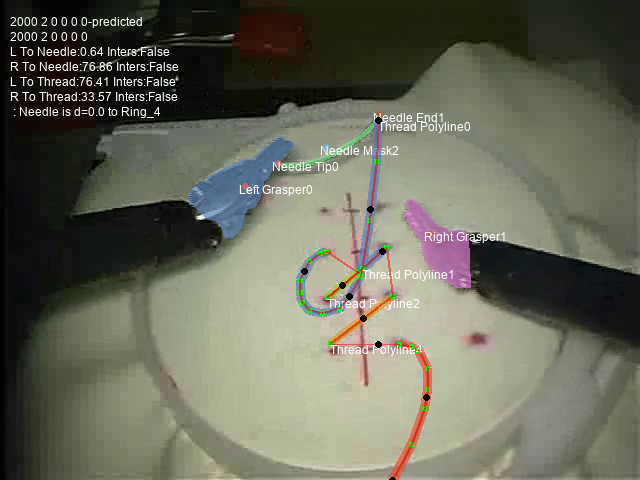 2000 2 0 0 0 0-predicted
2000 2 0 0 0 0
L To Needle:0.64 Inters:False
R To Needle:76.86 Inters:False
L To Thread:76.41 Inters:False
R To Thread:33.57 Inters:False
: Needle is d=0.0 to Ring_4
Needle End1
Thread Polyline0
Needle Mask2
Needle Tip0
Left Grasper0
Right Grasper1
Thread Polyline1
Thread Polyline2
Thread Polyline4